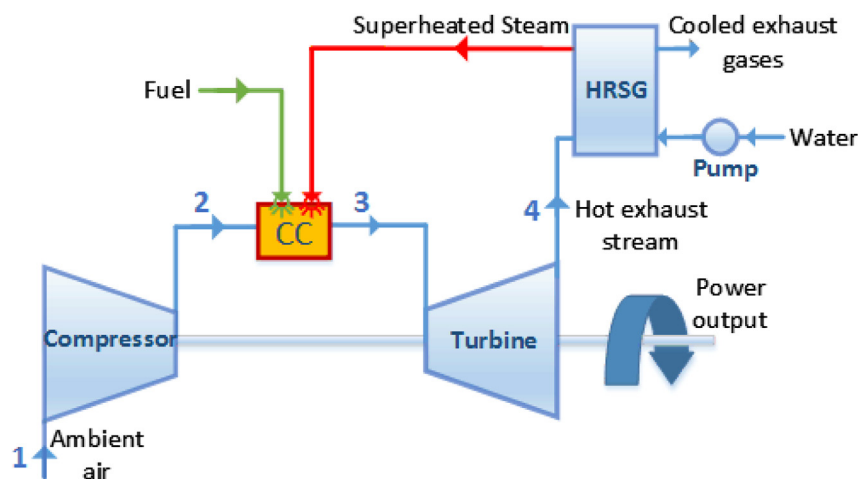 Superheated Steam
Cooled exhaust
gases
HRSG
Fuel
Water
Pump
2
3
CC
4
Hot exhaust
stream
Power
output
Compressor
Turbine
1
Ambient
air